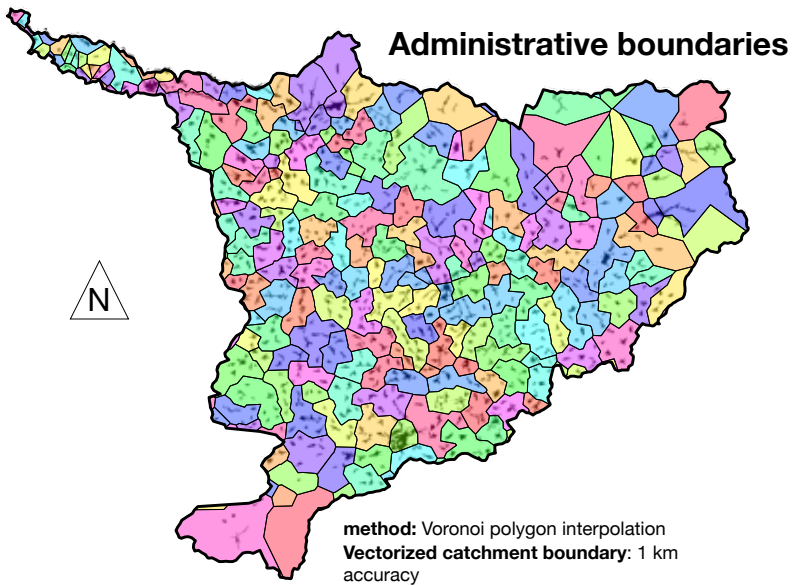 Administrative boundaries
N
method: Voronoi polygon interpolation
Vectorized catchment boundary: 1 km
accuracy